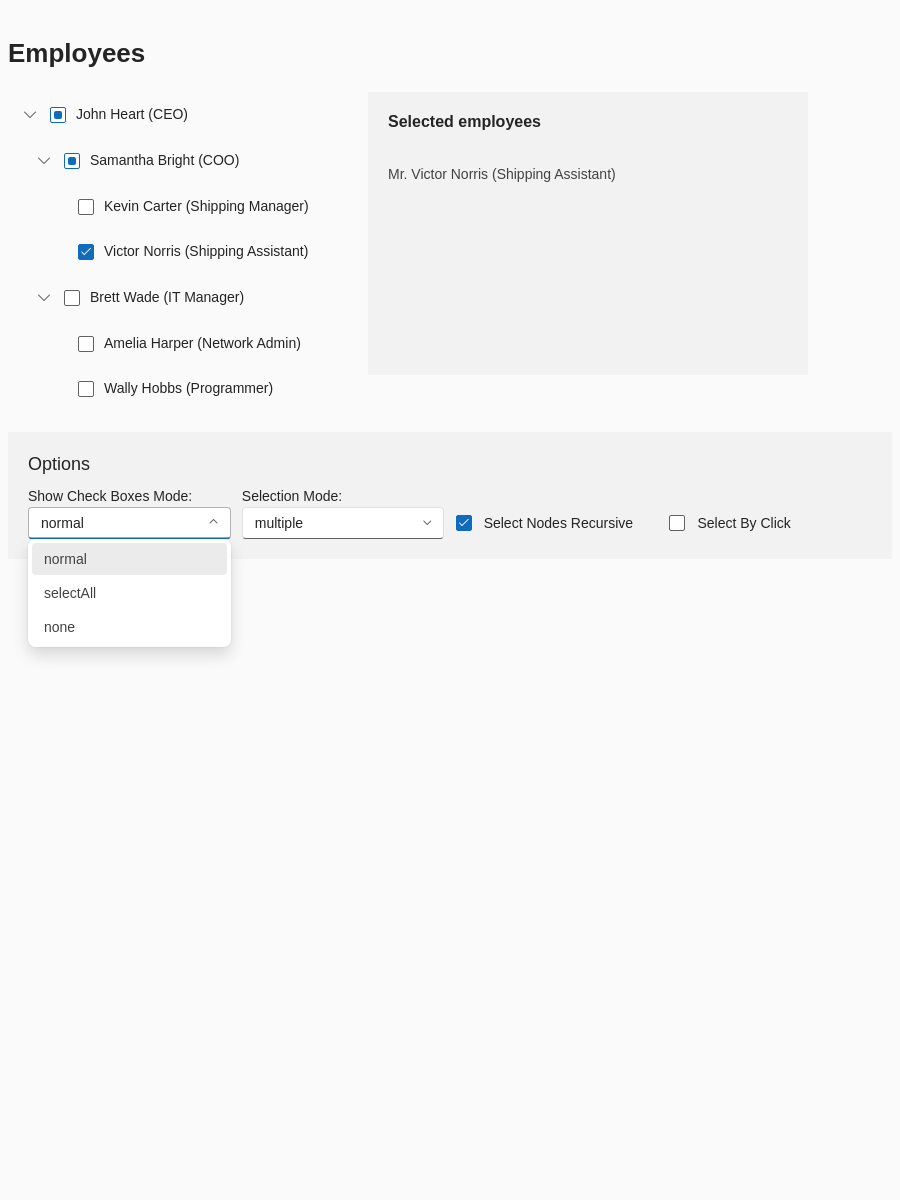 Employees
John Heart (CEO)
Samantha Bright (COO)
Kevin Carter (Shipping Manager)
Victor Norris (Shipping Assistant)
Brett Wade (IT Manager)
Amelia Harper (Network Admin)
Wally Hobbs (Programmer)
Selected employees
Mr. Victor Norris (Shipping Assistant)
Options
Show Check Boxes Mode:
normal
Selection Mode:
multiple
Select Nodes Recursive
Select By Click
normal
selectAll
none